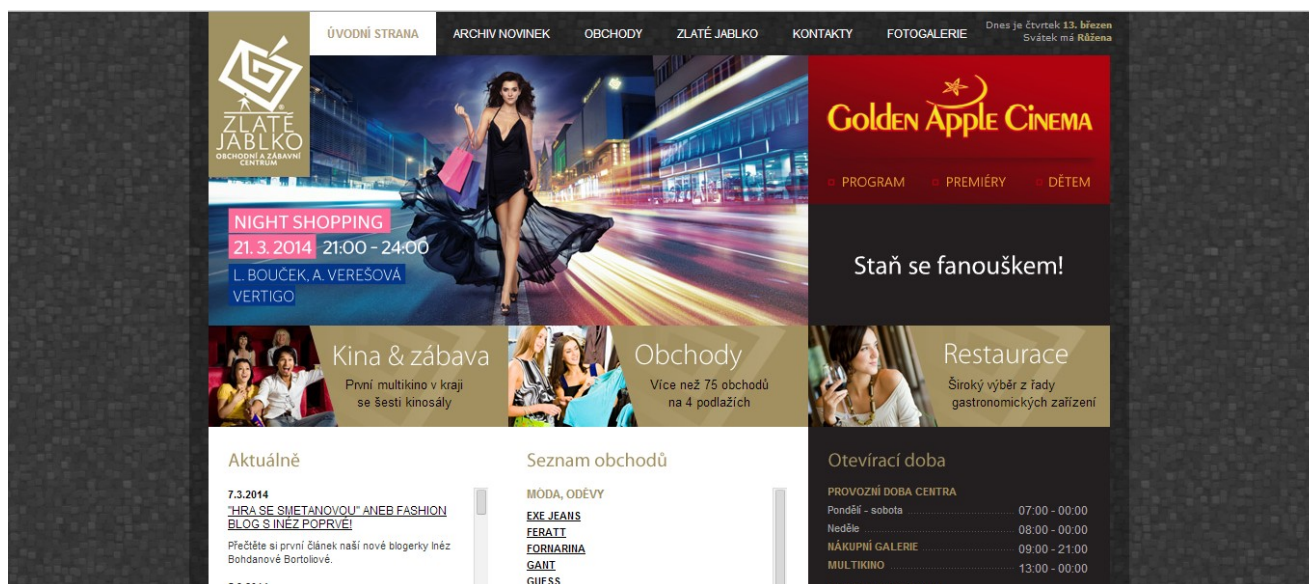 ÚVODNÍ STRANA
ARCHIV NOVINEK
OBCHODY
ZLATÉ JABLKO
KONTAKTY
FOTOGALERIE
Dnes je čtvrtek 13. březen
Svátek má Růžena
ZLATÉ
JABLKO
OBCHODNÍ A ZÁBAVNÍ
CENTRUM
GOLDEN APPLE CINEMA
PROGRAM
PREMIÉRY
DĚTEM
NIGHT SHOPPING
21. 3. 2014 21:00 - 24:00
L. BOUČEK, A. VEREŠOVÁ
VERTIGO
Staň se fanouškem!
Kina & zábava
První multikino v kraji
se šesti kinosály
Obchody
Více než 75 obchodů
na 4 podlažích
Restaurace
Široký výběr z řady
gastronomických zařízení
Aktuálně
7.3.2014
"HRA SE SMETANOVOU" ANEB FASHION
BLOG S INÉZ POPRVÉ!
Přečtěte si první článek naší nové blogerky Inéz
Bohdanové Bortoliové.
Seznam obchodů
MÓDA, ODĚVY
EXE JEANS
FERATT
FORNARINA
GANT
GUESS
Otevírací doba
PROVOZNÍ DOBA CENTRA
Pondělí - sobota 07:00 - 00:00
Neděle 08:00 - 00:00
NÁKUPNÍ GALERIE 09:00 - 21:00
MULTIKINO 13:00 - 00:00